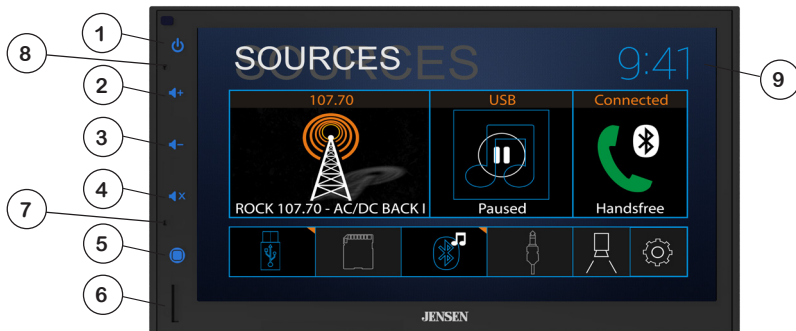 1
8
2
3
4
7
5
6
9
SOURCES
9:41
107.70
USB
Connected
ROCK 107.70 - AC/DC BACK I
Paused
Handsfree
JENSEN